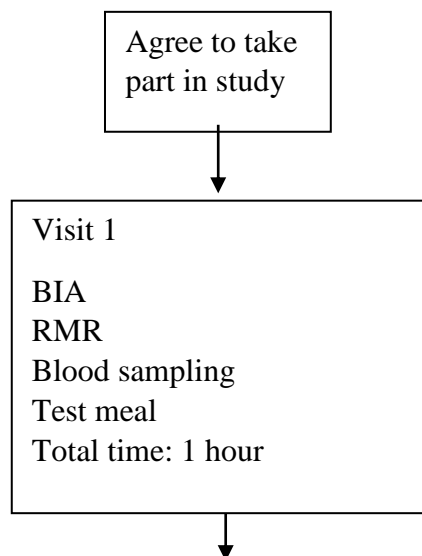 Agree to take
part in study
Visit 1
BIA
RMR
Blood sampling
Test meal
Total time: 1 hour